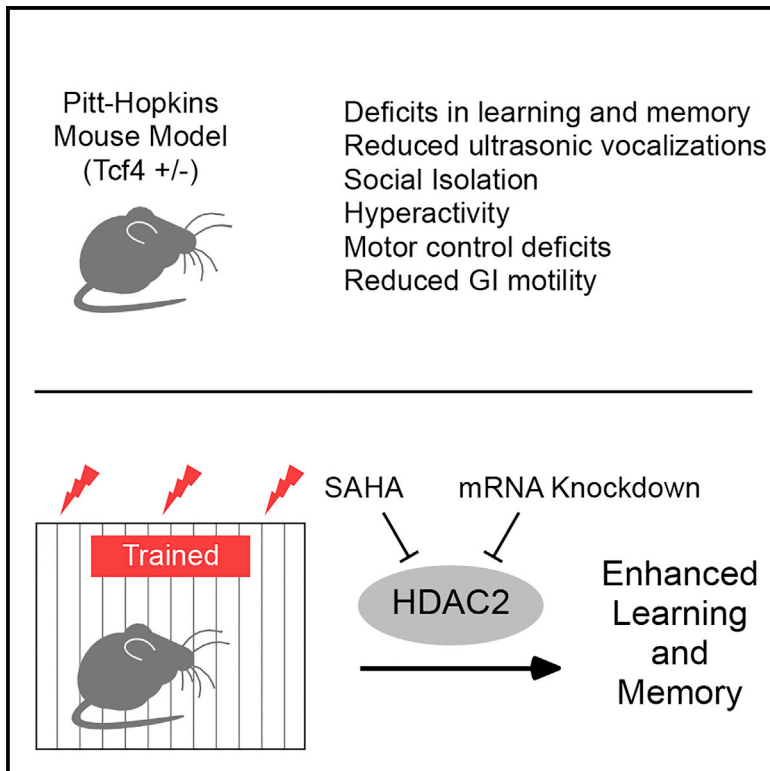 Pitt-Hopkins
Mouse Model
(Tcf4 +/-)
Deficits in learning and memory
Reduced ultrasonic vocalizations
Social Isolation
Hyperactivity
Motor control deficits
Reduced GI motility
Trained
SAHA
mRNA Knockdown
HDAC2
Enhanced
Learning
and
Memory